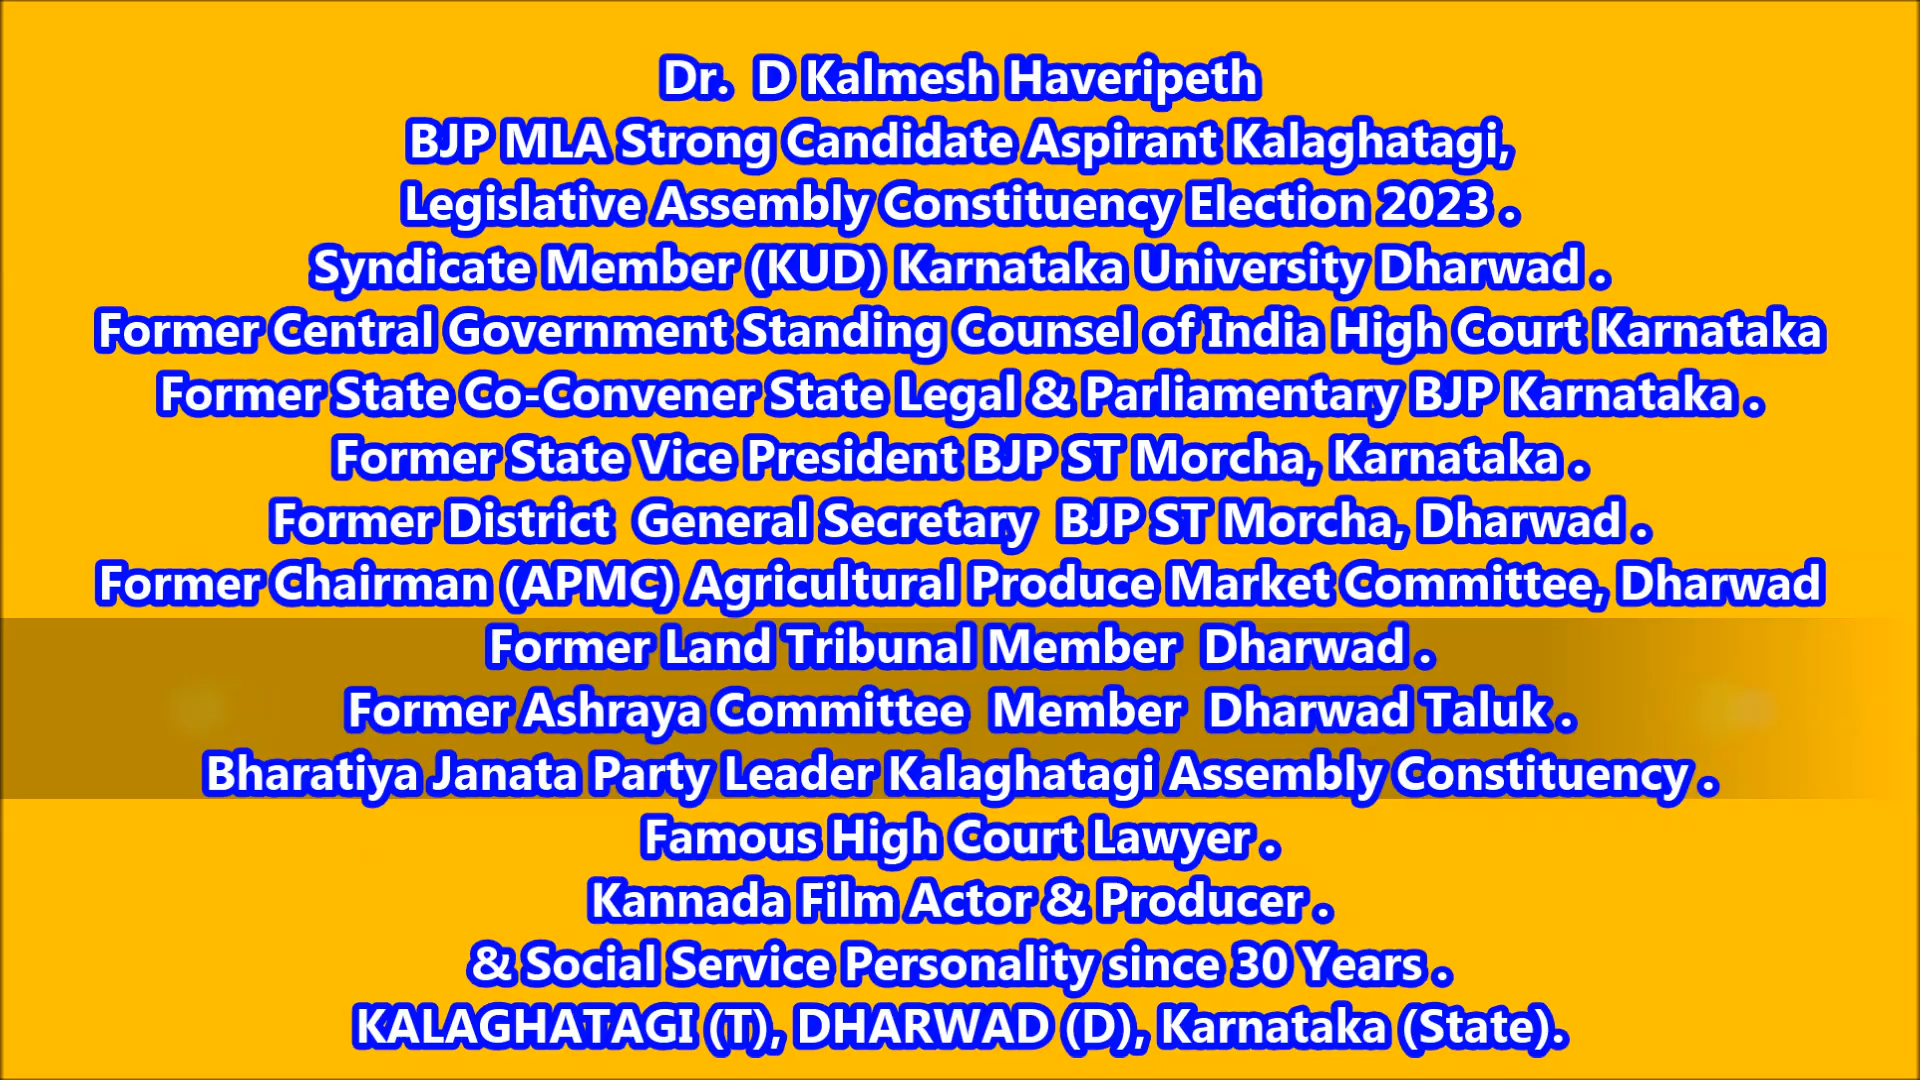 Dr. D Kalmesh Haveripeth
BJP MLA Strong Candidate Aspirant Kalaghatagi,
Legislative Assembly Constituency Election 2023 .
Syndicate Member (KUD) Karnataka University Dharwad .
Former Central Government Standing Counsel of India High Court Karnataka
Former State Co-Convener State Legal & Parliamentary BJP Karnataka .
Former State Vice President BJP ST Morcha, Karnataka .
Former District General Secretary BJP ST Morcha, Dharwad .
Former Chairman (APMC) Agricultural Produce Market Committee, Dharwad
Former Land Tribunal Member Dharwad .
Former Ashraya Committee Member Dharwad Taluk .
Bharatiya Janata Party Leader Kalaghatagi Assembly Constituency .
Famous High Court Lawyer .
Kannada Film Actor & Producer .
& Social Service Personality since 30 Years .
KALAGHATAGI (T), DHARWAD (D), Karnataka (State).